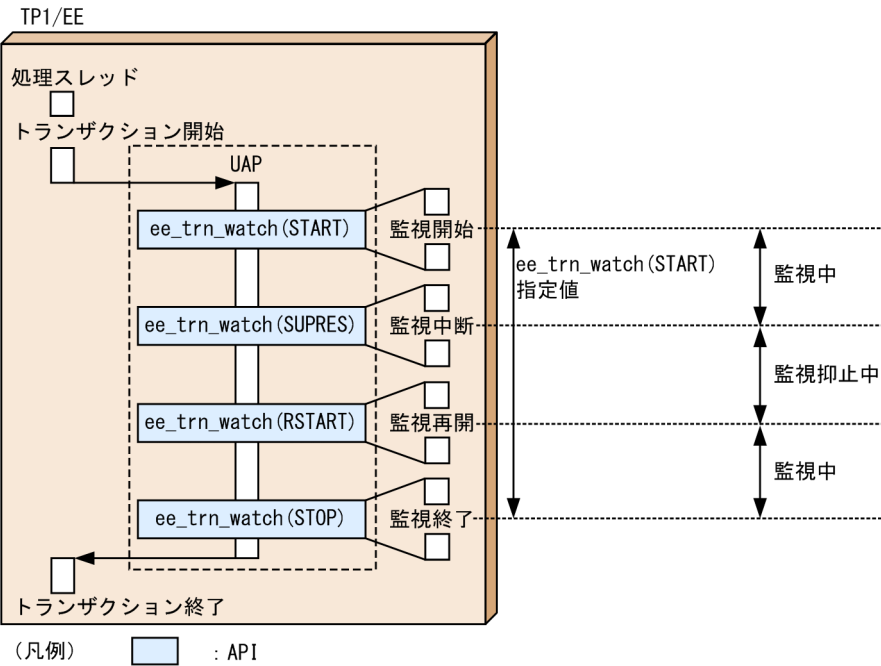 TP1/EE
処理スレッド
トランザクション開始
UAP
ee_trn_watch(START)
監視開始
ee_trn_watch(START)
指定値
監視中
ee_trn_watch(SUPRES)
監視中断
監視抑止中
ee_trn_watch(RSTART)
監視再開
監視中
ee_trn_watch(STOP)
監視終了
トランザクション終了
(凡例)
：API